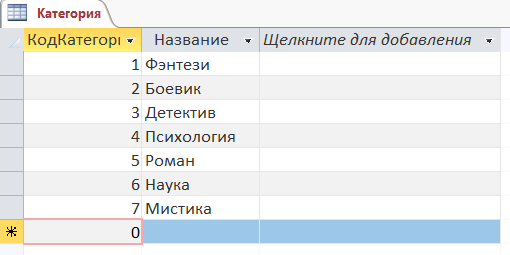 Категория
КодКатегори Название Щелкните для добавления
1 Фэнтези
2 Боевик
3 Детектив
4 Психология
5 Роман
6 Наука
7 Мистика
0